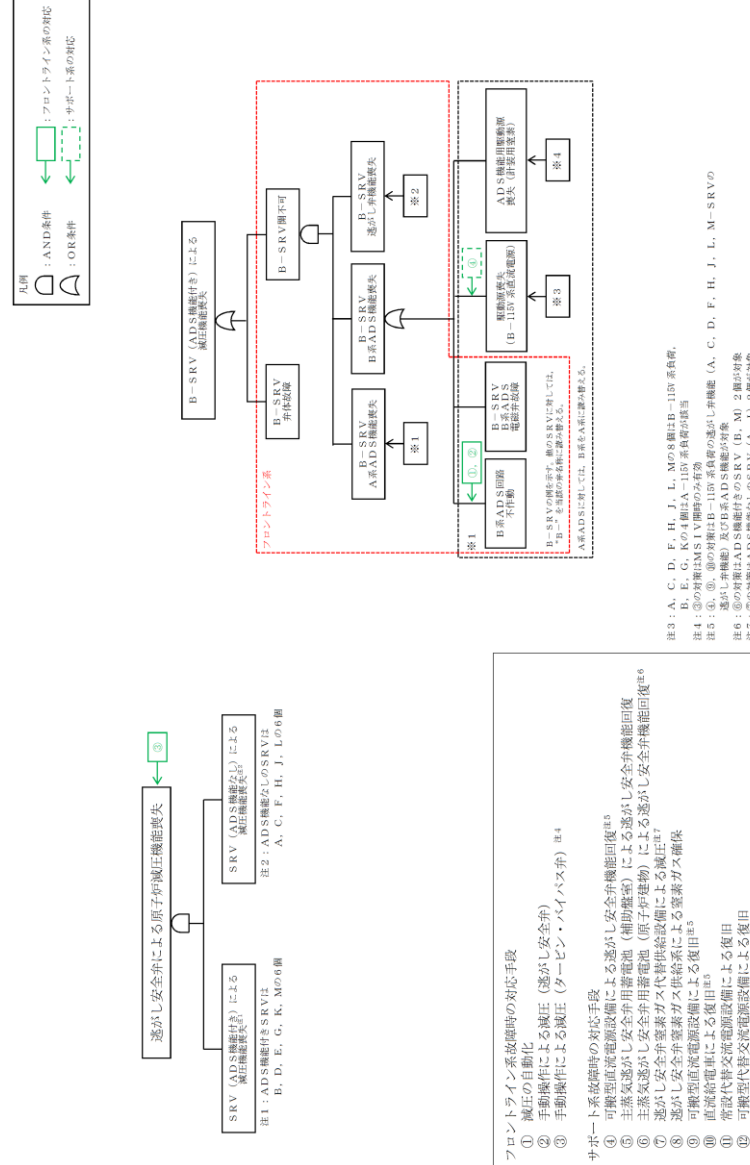 凡例
：AND条件
：OR条件
：フロントライン系の対応
：サポート系の対応
逃がし安全弁による原子炉減圧機能喪失
③
SRV（ADS機能付き）による
減圧機能喪失注1
注1：ADS機能付きSRVは
B，D，E，G，K，Mの6個
SRV（ADS機能なし）による
減圧機能喪失注2
注2：ADS機能なしのSRVは
A，C，F，H，J，Lの6個
B－SRV（ADS機能付き）による
減圧機能喪失
フロントライン系
B－SRV
弁体故障
B－SRV開不可
B－SRV
A系ADS機能喪失
※1
B－SRV
B系ADS機能喪失
B－SRV
逃がし弁機能喪失
※2
※1
①，②
B系ADS回路
不作動
B－SRV
B系ADS
電磁弁故障
④
駆動源喪失
（B－115V系直流電源）
※3
ADS機能用駆動源
喪失（計装用窒素）
※4
B－SRVの例を示す。他のSRVに対しては，
"B－"を当該の弁名称に読み替える。
A系ADSに対しては，B系をA系に読み替える。
フロントライン系故障時の対応手段
① 減圧の自動化
② 手動操作による減圧（逃がし安全弁）
③ 手動操作による減圧（タービン・バイパス弁）注4
サポート系故障時の対応手段
④ 可搬型直流電源設備による逃がし安全弁機能回復注5
⑤ 主蒸気逃がし安全弁用蓄電池（補助盤室）による逃がし安全弁機能回復
⑥ 主蒸気逃がし安全弁用蓄電池（原子炉建物）による逃がし安全弁機能回復注6
⑦ 逃がし安全弁窒素ガス代替供給設備による減圧注7
⑧ 逃がし安全弁窒素ガス供給系による窒素ガス確保
⑨ 可搬型直流電源設備による復旧注5
⑩ 直流給電車による復旧注5
⑪ 常設代替交流電源設備による復旧
⑫ 可搬型代替交流電源設備による復旧
注3：A，C，D，F，H，J，L，Mの8個はB－115V系負荷，
B，E，G，Kの4個はA－115V系負荷が該当
注4：③の対策はMSIV開時のみ有効
注5：④，⑨，⑩の対策はB－115V系負荷の逃がし弁機能（A，C，D，F，H，J，L，M－SRVの
逃がし弁機能）及びB系ADS機能が対象
注6：⑥の対策はADS機能付きのSRV（B，M）2個が対象